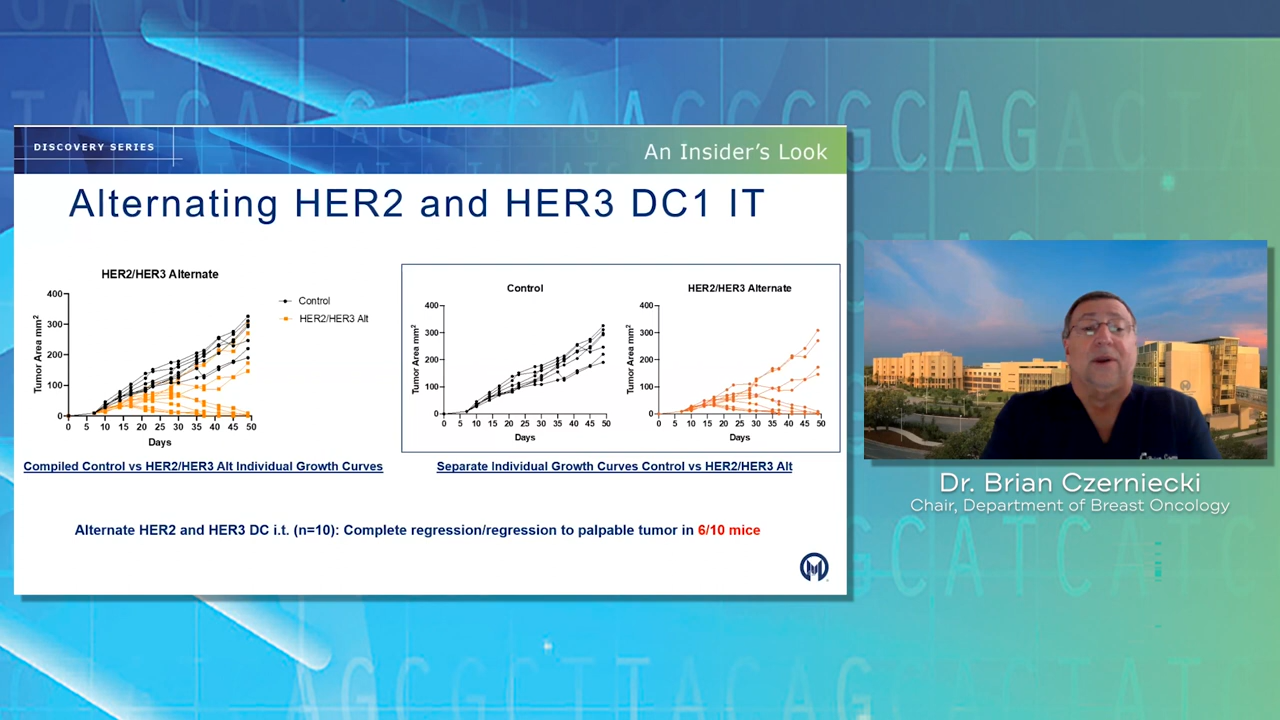 DISCOVERY SERIES
An Insider's Look
Alternating HER2 and HER3 DC1 IT
HER2/HER3 Alternate
Tumor Area mm2
400
300
200
100
0
0 5 10 15 20 25 30 35 40 45 50
Days
Control
HER2/HER3 Alt
Compiled Control vs HER2/HER3 Alt Individual Growth Curves
Control
Tumor Area mm2
400
300
200
100
0
0 5 10 15 20 25 30 35 40 45 50
Days
HER2/HER3 Alternate
Tumor Area mm2
400
300
200
100
0
0 5 10 15 20 25 30 35 40 45 50
Days
Separate Individual Growth Curves Control vs HER2/HER3 Alt
Alternate HER2 and HER3 DC i.t. (n=10): Complete regression/regression to palpable tumor in 6/10 mice
Dr. Brian Czerniecki
Chair, Department of Breast Oncology